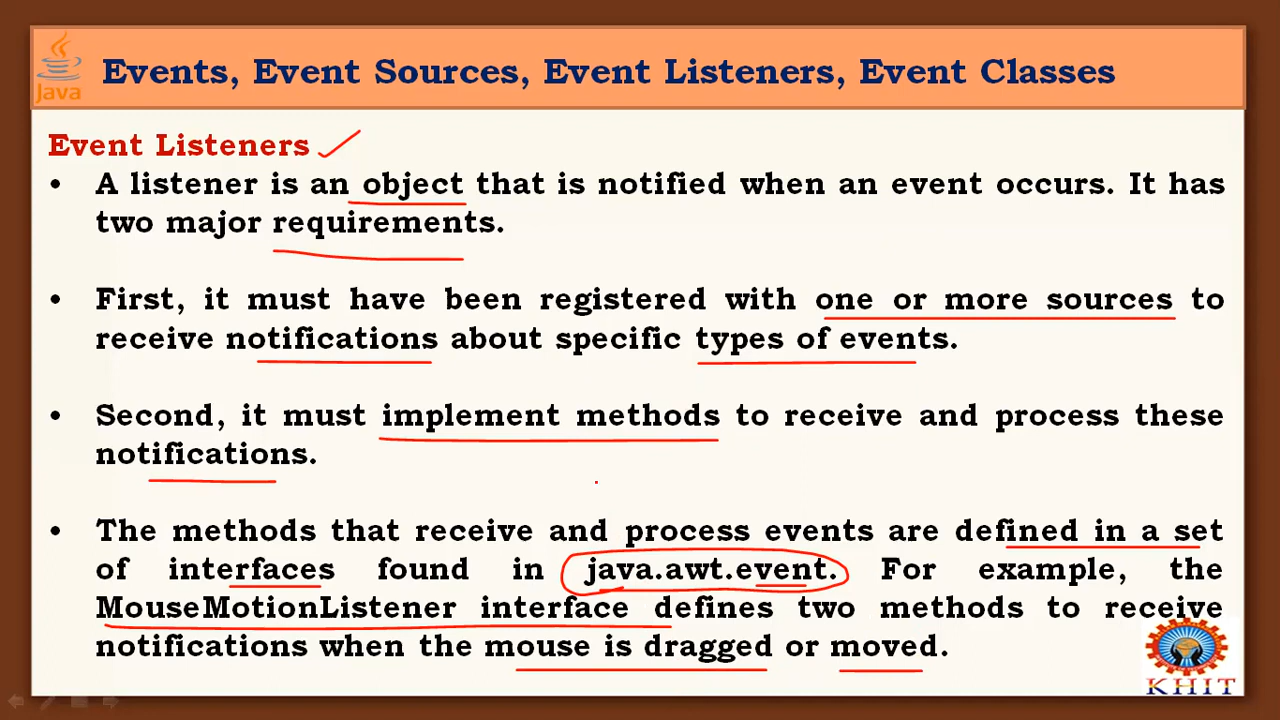 Java
Events, Event Sources, Event Listeners, Event Classes
Event Listeners
• A listener is an object that is notified when an event occurs. It has
two major requirements.
• First, it must have been registered with one or more sources to
receive notifications about specific types of events.
• Second, it must implement methods to receive and process these
notifications.
• The methods that receive and process events are defined in a set
of interfaces found in java.awt.event. For example, the
MouseMotionListener interface defines two methods to receive
notifications when the mouse is dragged or moved.
KHIT